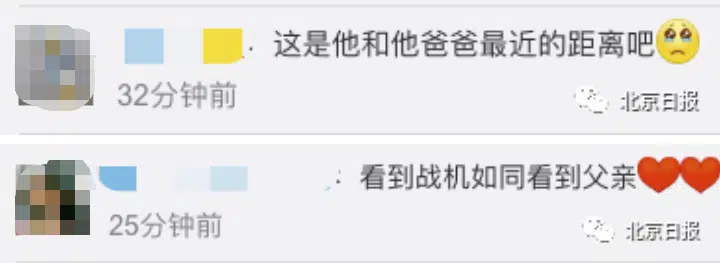 这是他和他爸爸最近的距离吧🥺
32分钟前
北京日报
看到战机如同看到父亲❤❤
25分钟前
北京日报